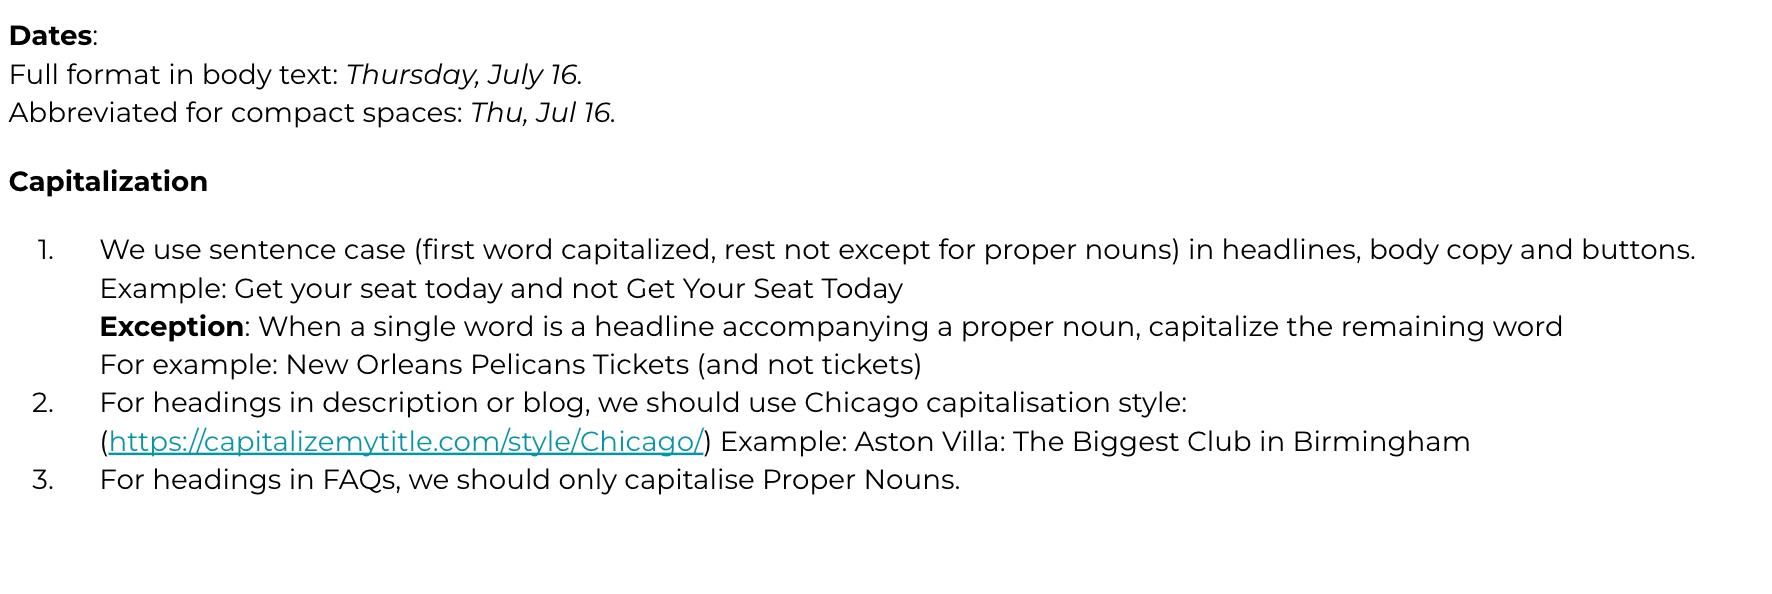 Dates:
Full format in body text: Thursday, July 16.
Abbreviated for compact spaces: Thu, Jul 16.
Capitalization
1. We use sentence case (first word capitalized, rest not except for proper nouns) in headlines, body copy and buttons.
Example: Get your seat today and not Get Your Seat Today
Exception: When a single word is a headline accompanying a proper noun, capitalize the remaining word
For example: New Orleans Pelicans Tickets (and not tickets)
2. For headings in description or blog, we should use Chicago capitalisation style:
(https://capitalizemytitle.com/style/Chicago/) Example: Aston Villa: The Biggest Club in Birmingham
3. For headings in FAQs, we should only capitalise Proper Nouns.